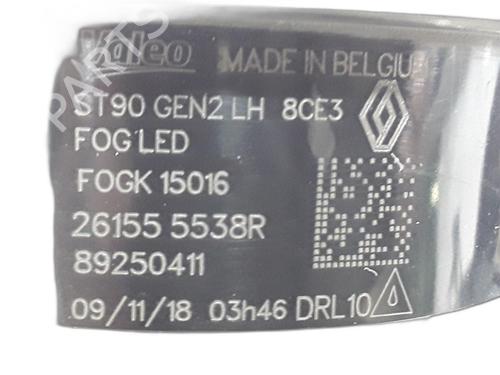 Valeo MADE IN BELGIU
ST90 GEN2 LH 8CE3
FOG LED
FOGK 15016
26155 5538R
89250411
09/11/18 03h46 DRL10